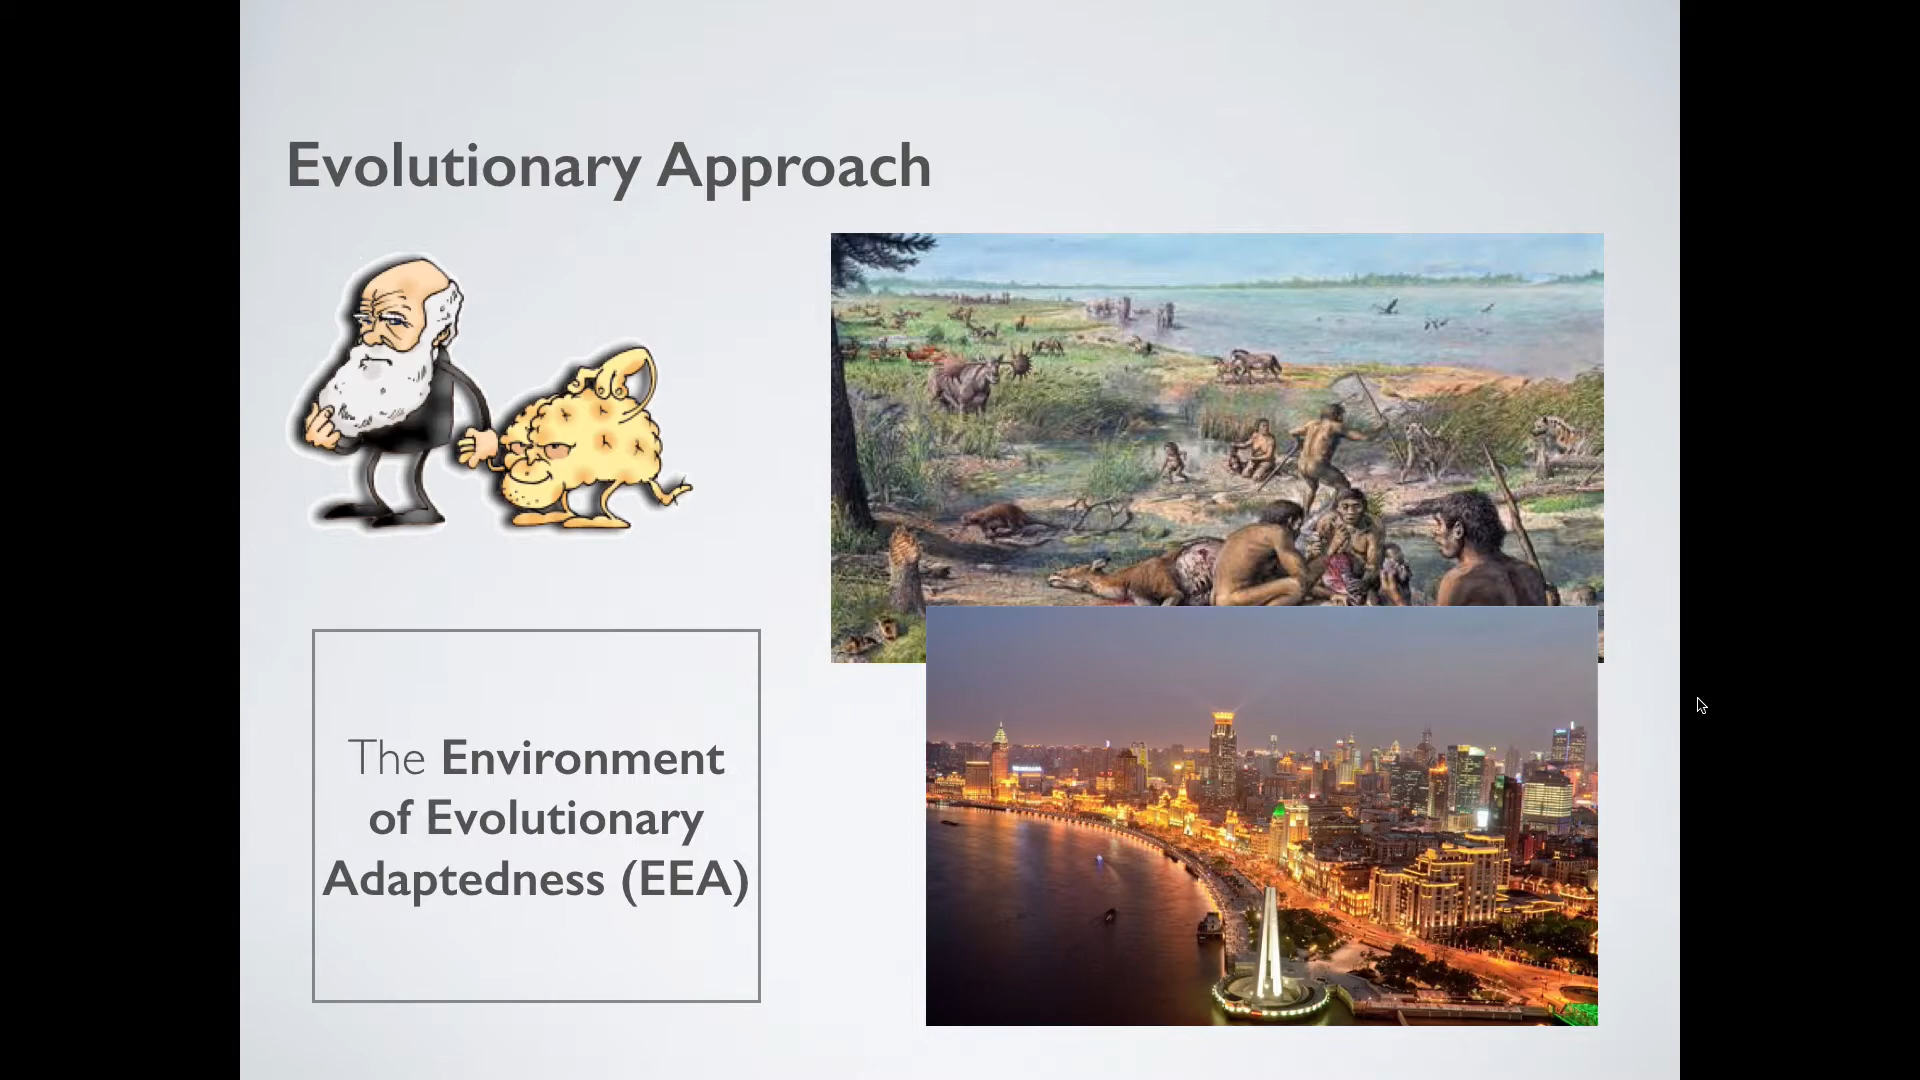 Evolutionary Approach
The Environment
of Evolutionary
Adaptedness (EEA)